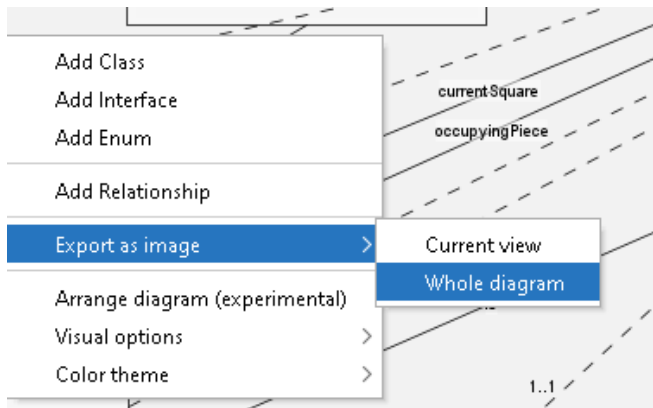 Add Class
Add Interface
Add Enum
Add Relationship
Export as image
Arrange diagram (experimental)
Visual options
Color theme
Current view
Whole diagram
currentSquare
occupyingPiece
1..1